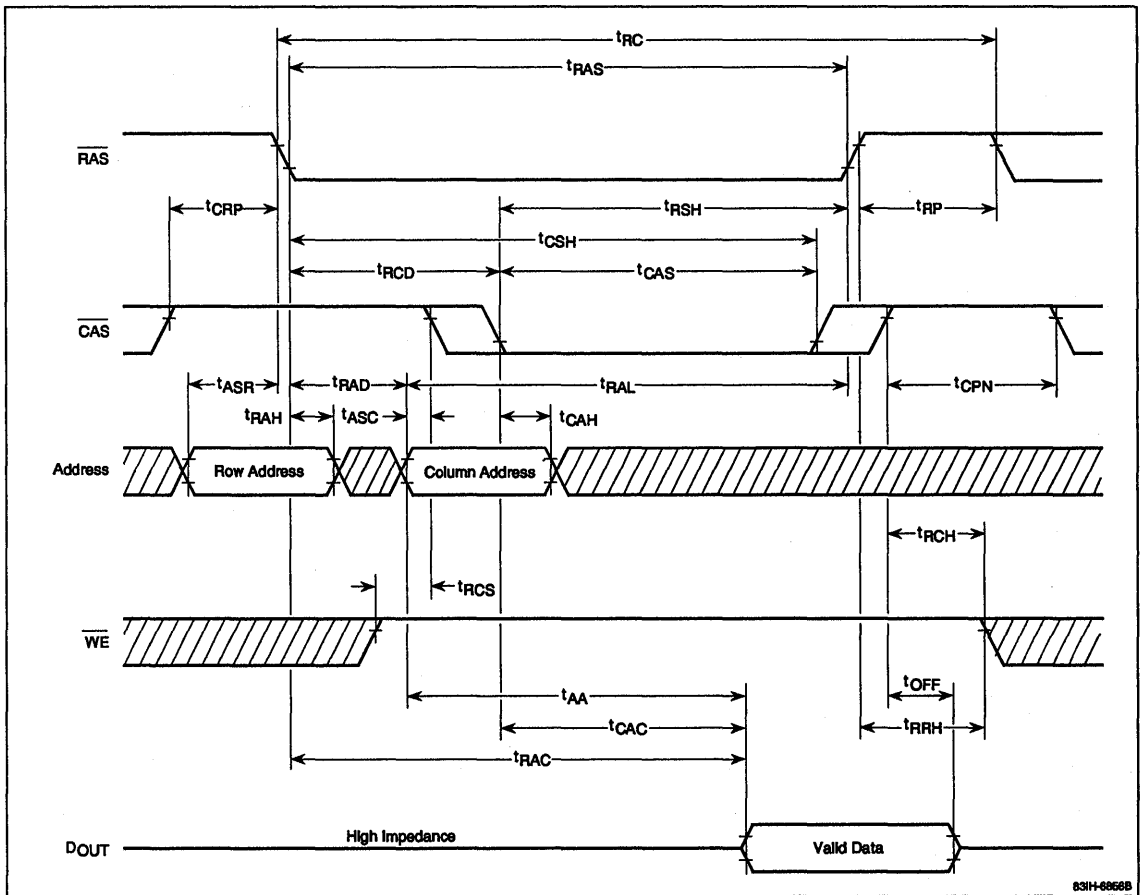 tRC
tRAS
RAS
tCRP
tRSH
tRP
tCSH
tRCD
tCAS
CAS
tASR
tRAD
tRAL
tCPN
tRAH
tASC
tCAH
Address
Row Address
Column Address
tRCH
tRCS
WE
tOFF
tAA
tCAC
tRRH
tRAC
DOUT
High Impedance
Valid Data
83IH-6856B